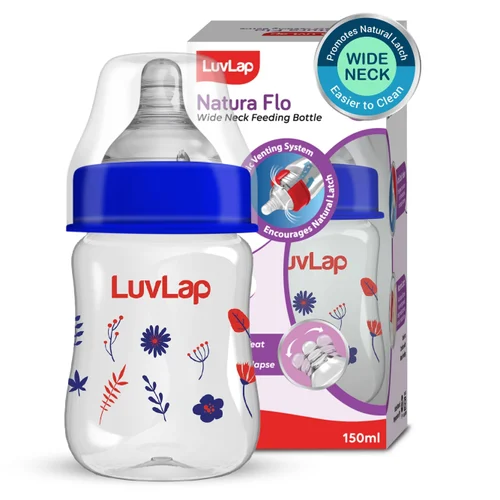 LuvLap
Natura Flo
Wide Neck Feeding Bottle
Promotes Natural Latch
WIDE
NECK
Easier to Clean
Venting System
Encourages Natural Latch
LuvLap
150ml